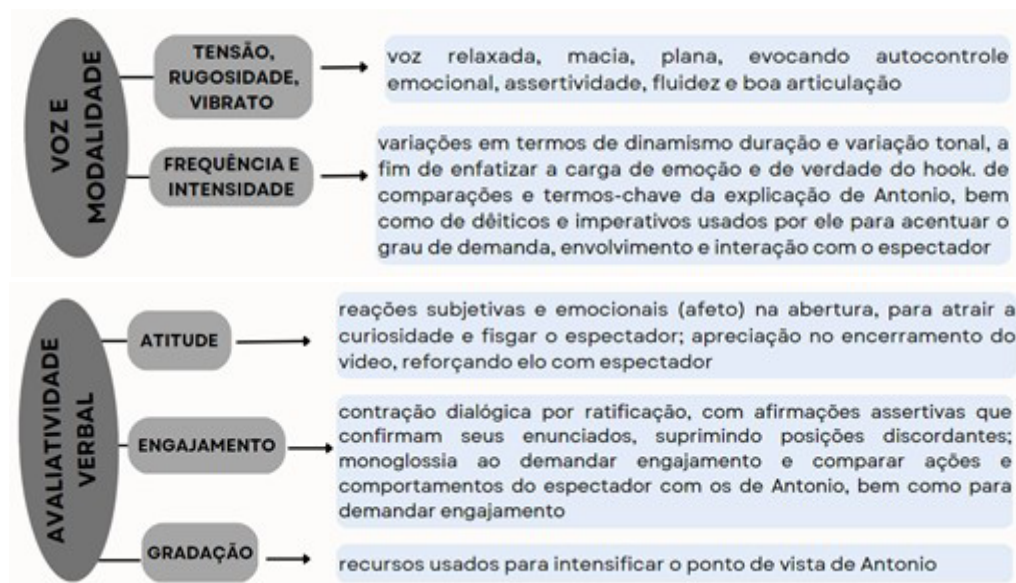 VOZ E
MODALIDADE
TENSÃO,
RUGOSIDADE,
VIBRATO
voz relaxada, macia, plana, evocando autocontrole
emocional, assertividade, fluidez e boa articulação
FREQUÊNCIA E
INTENSIDADE
variações em termos de dinamismo duração e variação tonal, a
fim de enfatizar a carga de emoção e de verdade do hook. de
comparações e termos-chave da explicação de Antonio, bem
como de dêiticos e imperativos usados por ele para acentuar o
grau de demanda, envolvimento e interação com o espectador
AVALIATIVIDADE
VERBAL
ATITUDE
reações subjetivas e emocionais (afeto) na abertura, para atrair a
curiosidade e fisgar o espectador; apreciação no encerramento do
video, reforçando elo com espectador
ENGAJAMENTO
contração dialógica por ratificação, com afirmações assertivas que
confirmam seus enunciados, suprimindo posições discordantes;
monoglossia ao demandar engajamento e comparar ações e
comportamentos do espectador com os de Antonio, bem como para
demandar engajamento
GRADAÇÃO
recursos usados para intensificar o ponto de vista de Antonio